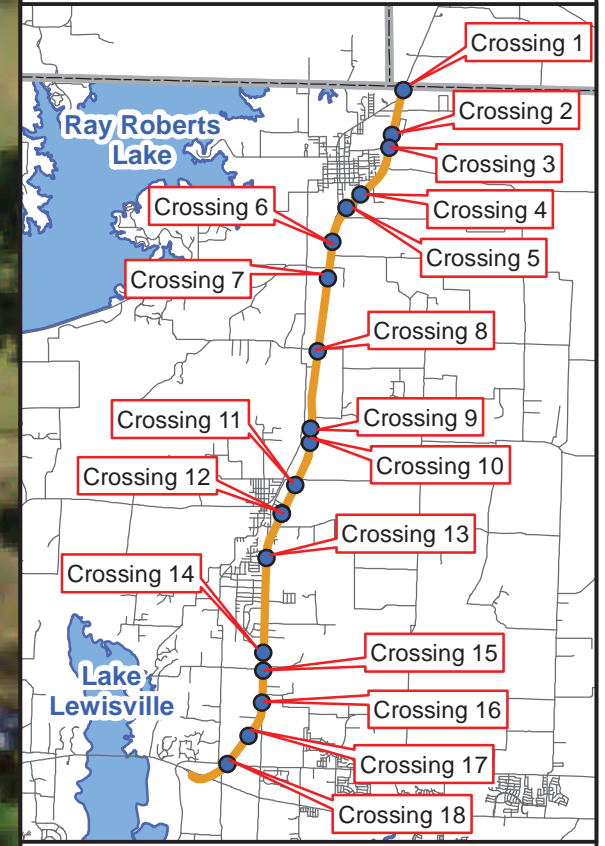 Crossing 1
Crossing 2
Ray Roberts
Lake
Crossing 3
Crossing 6
Crossing 4
Crossing 5
Crossing 7
Crossing 8
Crossing 11
Crossing 9
Crossing 10
Crossing 12
Crossing 13
Crossing 14
Crossing 15
Lake
Lewisville
Crossing 16
Crossing 17
Crossing 18